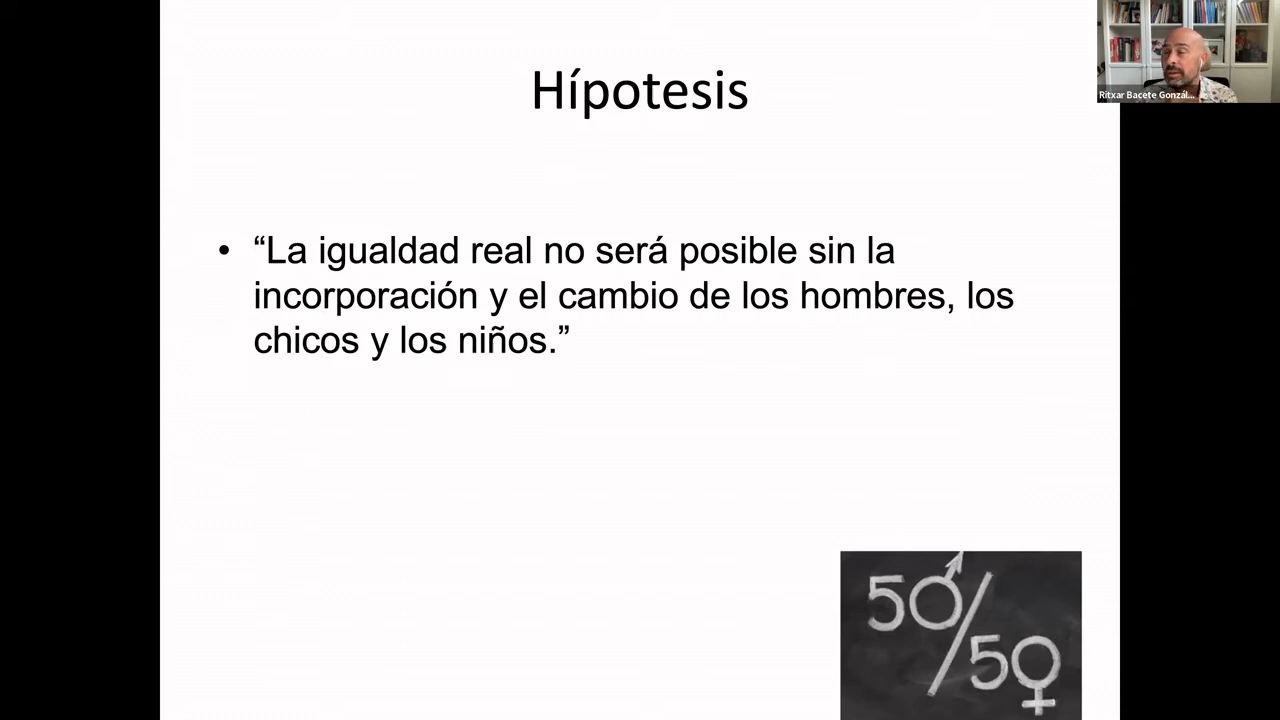 Hípotesis
Ritxar Bacete Gonzál...
• “La igualdad real no será posible sin la
incorporación y el cambio de los hombres, los
chicos y los niños.”
50/50